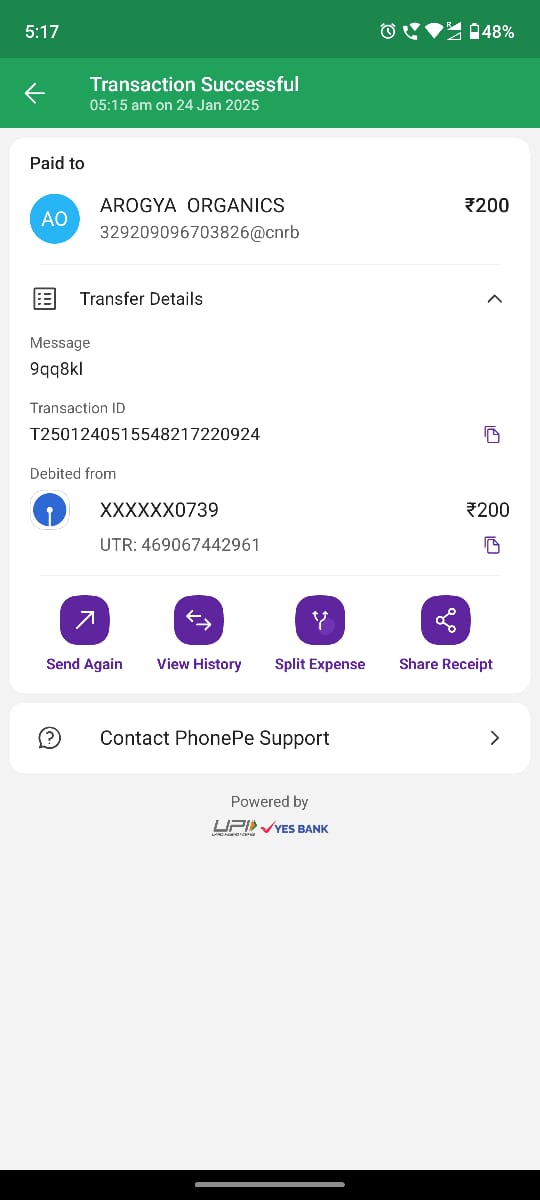 5:17
R
48%
Transaction Successful
05:15 am on 24 Jan 2025
Paid to
AO
AROGYA ORGANICS
₹200
329209096703826@cnrb
Transfer Details
Message
9qq8kl
Transaction ID
T2501240515548217220924
Debited from
XXXXXX0739
₹200
UTR: 469067442961
Send Again
View History
Split Expense
Share Receipt
Contact PhonePe Support
Powered by
UPI YES BANK